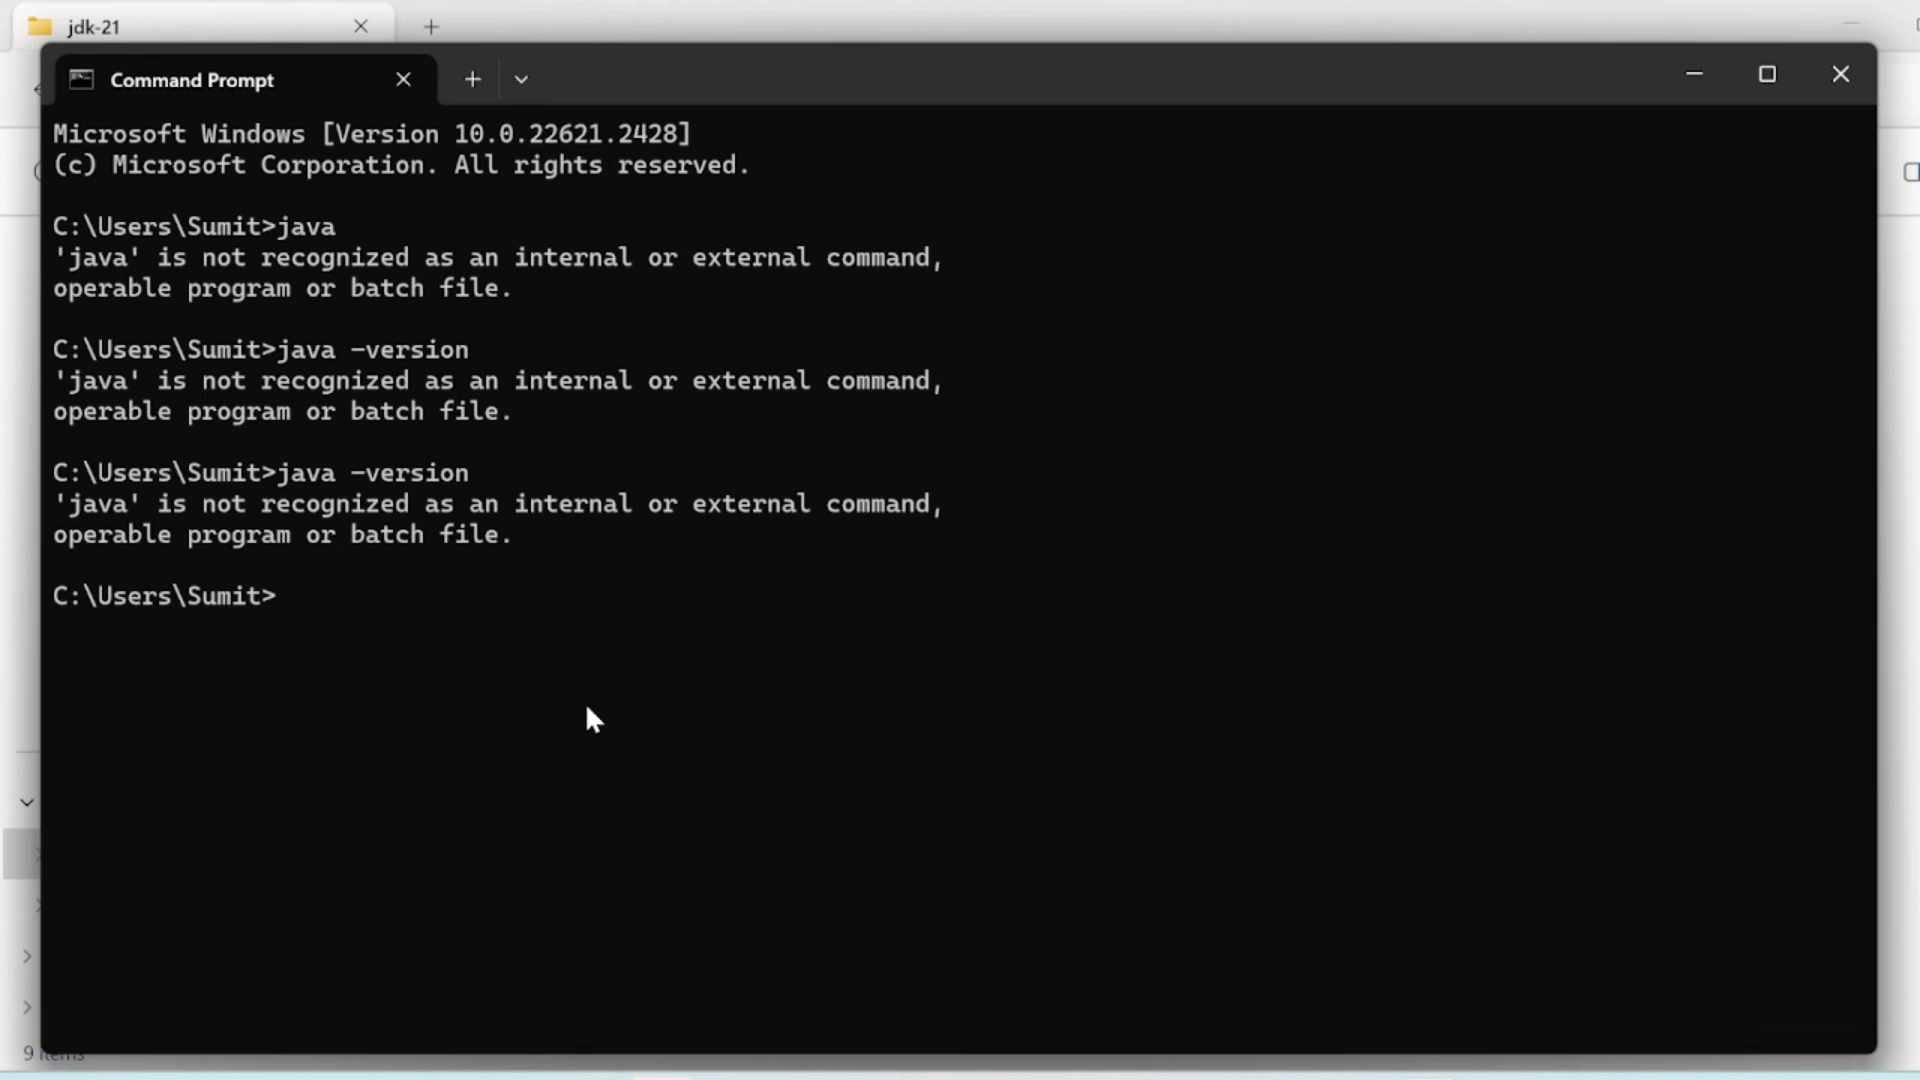 jdk-21
Command Prompt
Microsoft Windows [Version 10.0.22621.2428]
(c) Microsoft Corporation. All rights reserved.
C:\Users\Sumit>java
'java' is not recognized as an internal or external command,
operable program or batch file.
C:\Users\Sumit>java -version
'java' is not recognized as an internal or external command,
operable program or batch file.
C:\Users\Sumit>java -version
'java' is not recognized as an internal or external command,
operable program or batch file.
C:\Users\Sumit>
9 items